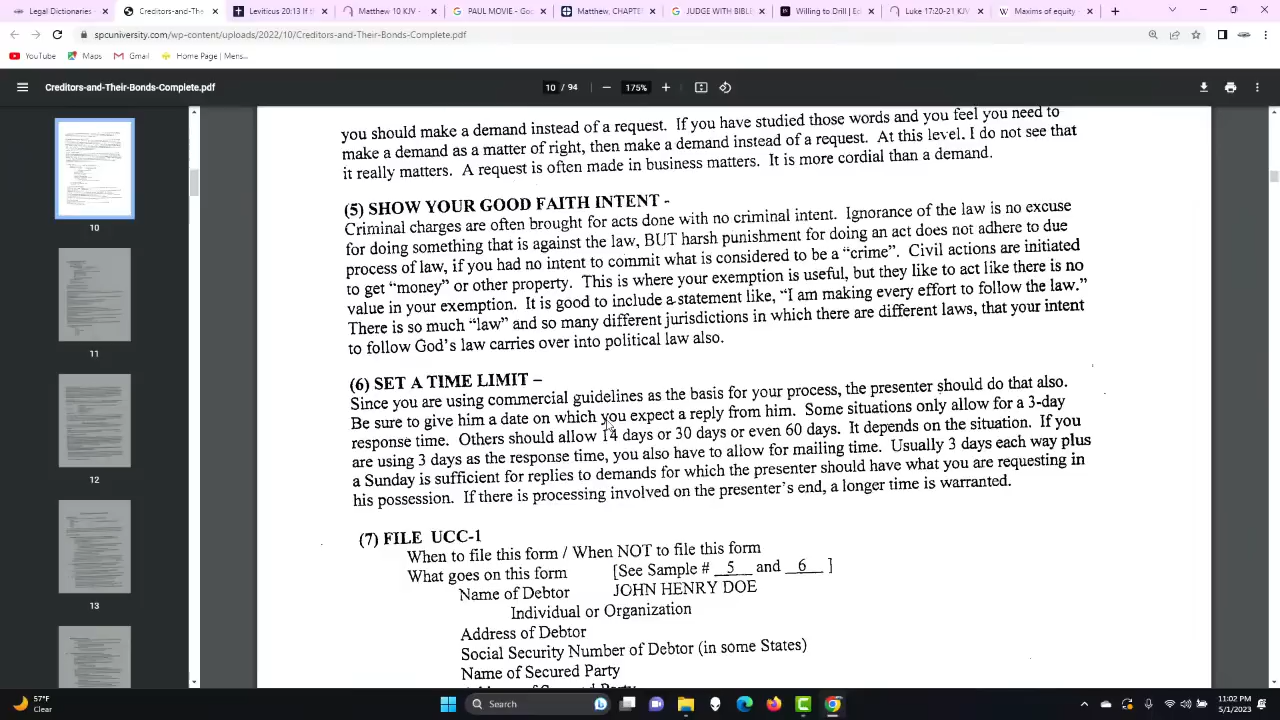 Legal Dictionaries -
Leviticus 20:13 If th
Matthew 10 KJV -
PAUL MOVIE - Goo
Matthew, CHAPTE
JUDGE WITH BIBLE
Willing to Drill | Ed
Luke 17:20-21 KJV
Maxims of equity
spcuniversity.com/wp-content/uploads/2022/10/Creditors-and-Their-Bonds-Complete.pdf
YouTube
Maps
Gmail
Home Page | Mens...
Creditors-and-Their-Bonds-Complete.pdf
10 / 94
175%
you should make a demand instead of a request. If you have studied those words and you feel you need to
make a demand as a matter of right, then make a demand instead of a request. At this level. I do not see that
it really matters. A request is often made in business matters. It is more cordial than a demand.
(5) SHOW YOUR GOOD FAITH INTENT -
Criminal charges are often brought for acts done with no criminal intent. Ignorance of the law is no excuse
for doing something that is against the law, BUT harsh punishment for doing an act does not adhere to due
process of law, if you had no intent to commit what is considered to be a “crime”. Civil actions are initiated
to get “money” or other property. This is where your exemption is useful, but they like to act like there is no
value in your exemption. It is good to include a statement like, “I am making every effort to follow the law.”
There is so much “law” and so many different jurisdictions in which there are different laws, that your intent
to follow God’s law carries over into political law also.
(6) SET A TIME LIMIT –
Since you are using commercial guidelines as the basis for your process, the presenter should do that also.
Be sure to give him a date on which you expect a reply from him. Some situations only allow for a 3-day
response time. Others should allow 14 days or 30 days or even 60 days. It depends on the situation. If you
are using 3 days as the response time, you also have to allow for mailing time. Usually 3 days each way plus
a Sunday is sufficient for replies to demands for which the presenter should have what you are requesting in
his possession. If there is processing involved on the presenter’s end, a longer time is warranted.
(7) FILE UCC-1
When to file this form / When NOT to file this form
What goes on this form [See Sample # 5 and 6 ]
Name of Debtor JOHN HENRY DOE
Individual or Organization
Address of Debtor
Social Security Number of Debtor (in some States)
Name of Secured Party
10
11
12
13
57°F
Clear
Search
11:02 PM
5/1/2023